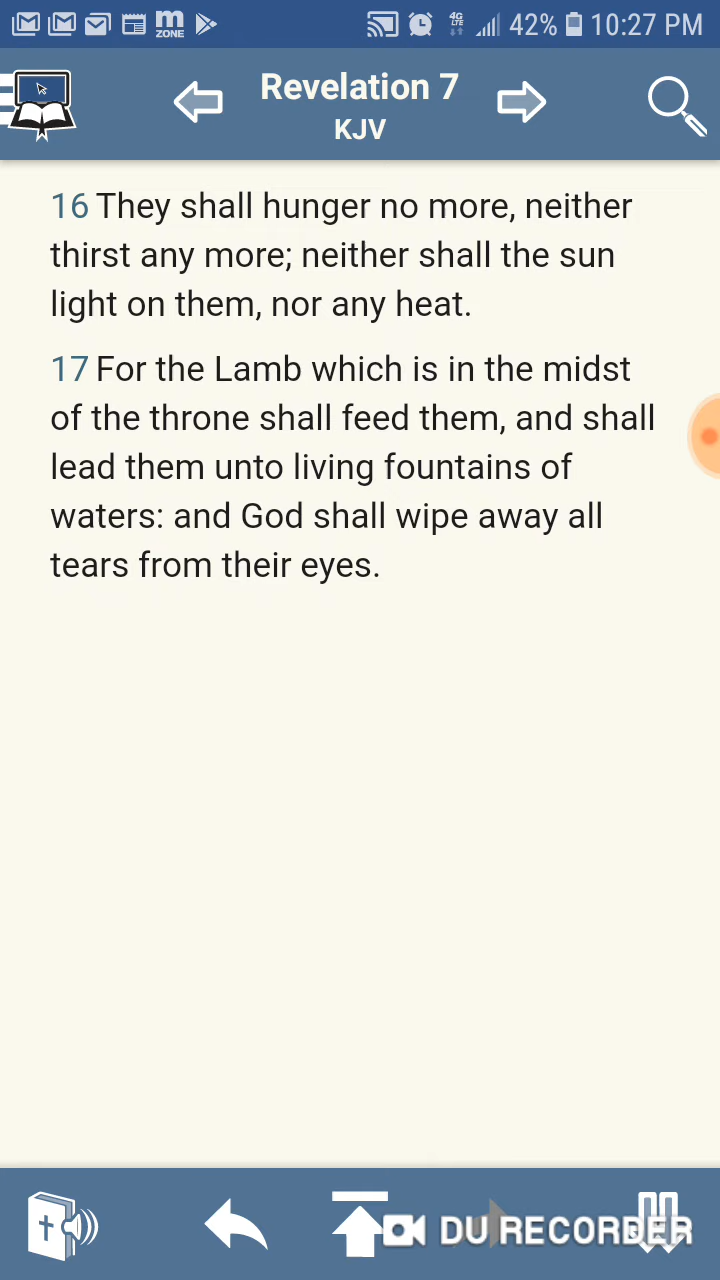 m
ZONE
4G
LTE
42%
10:27 PM
Revelation 7
KJV
16 They shall hunger no more, neither
thirst any more; neither shall the sun
light on them, nor any heat.
17 For the Lamb which is in the midst
of the throne shall feed them, and shall
lead them unto living fountains of
waters: and God shall wipe away all
tears from their eyes.
DU RECORDER